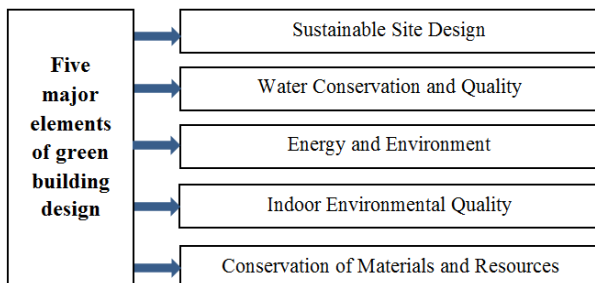 Five
major
elements
of green
building
design
Sustainable Site Design
Water Conservation and Quality
Energy and Environment
Indoor Environmental Quality
Conservation of Materials and Resources